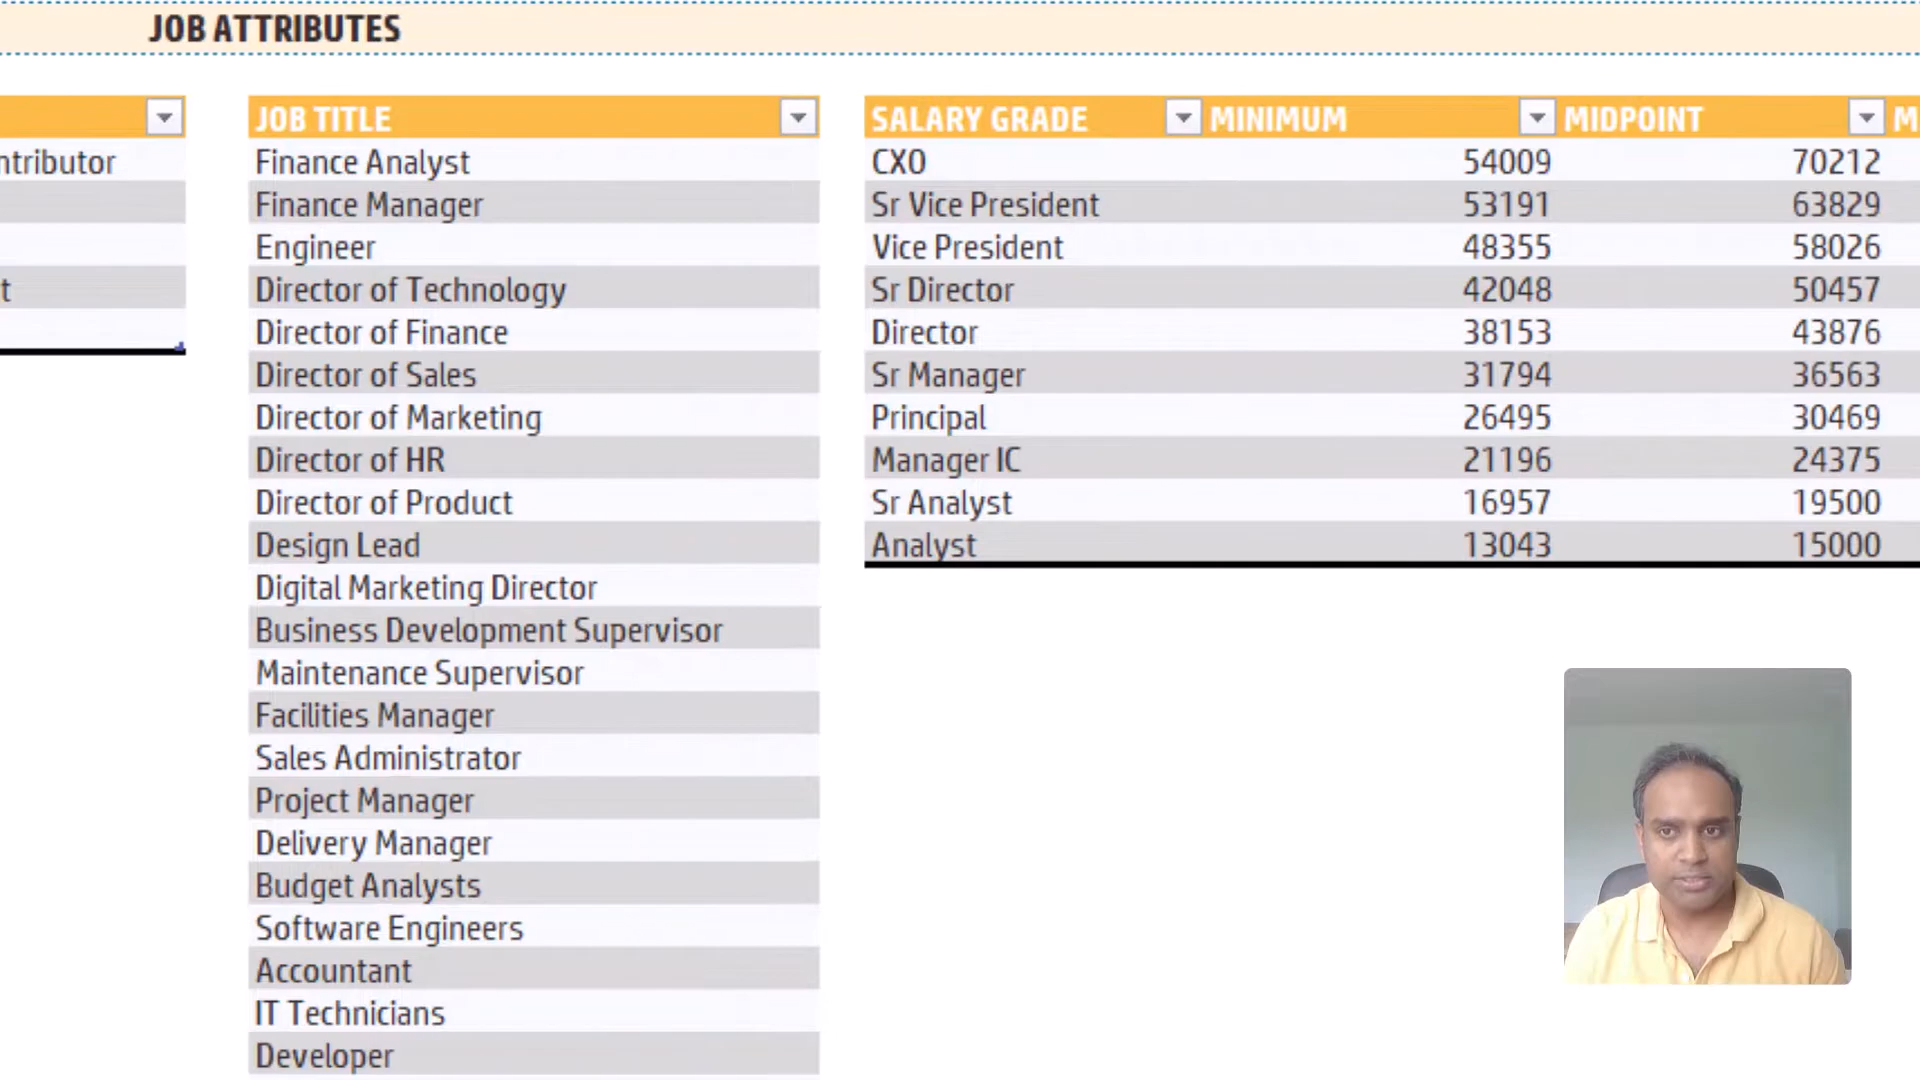 JOB ATTRIBUTES
JOB TITLE
Finance Analyst
Finance Manager
Engineer
Director of Technology
Director of Finance
Director of Sales
Director of Marketing
Director of HR
Director of Product
Design Lead
Digital Marketing Director
Business Development Supervisor
Maintenance Supervisor
Facilities Manager
Sales Administrator
Project Manager
Delivery Manager
Budget Analysts
Software Engineers
Accountant
IT Technicians
Developer
SALARY GRADE MINIMUM MIDPOINT
CXO 54009 70212
Sr Vice President 53191 63829
Vice President 48355 58026
Sr Director 42048 50457
Director 38153 43876
Sr Manager 31794 36563
Principal 26495 30469
Manager IC 21196 24375
Sr Analyst 16957 19500
Analyst 13043 15000